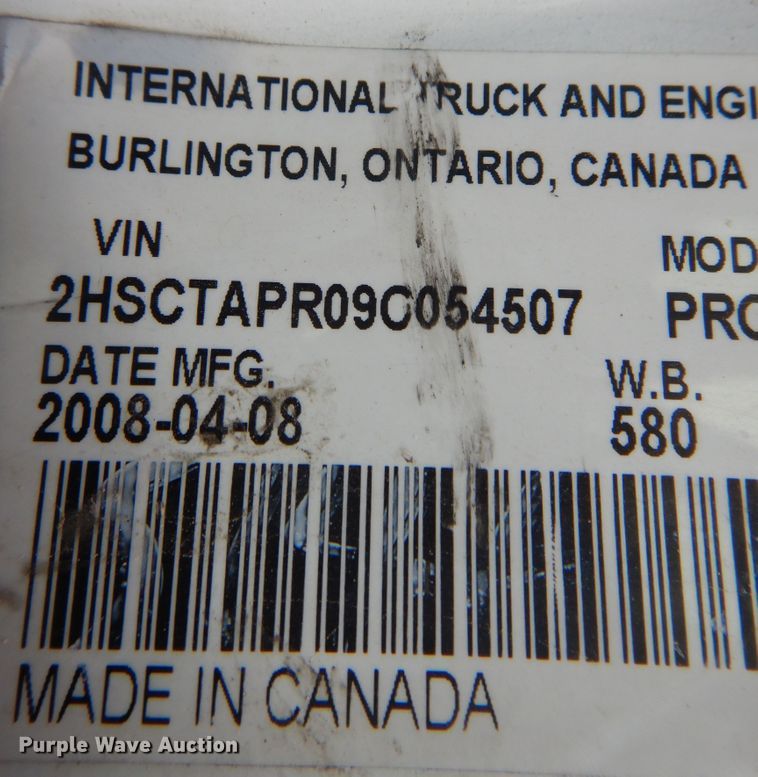 INTERNATIONAL TRUCK AND ENGI
BURLINGTON, ONTARIO, CANADA
VIN MOD
2HSCTAPR09C054507 PRO
DATE MFG. W.B.
2008-04-08 580
MADE IN CANADA
Purple Wave Auction